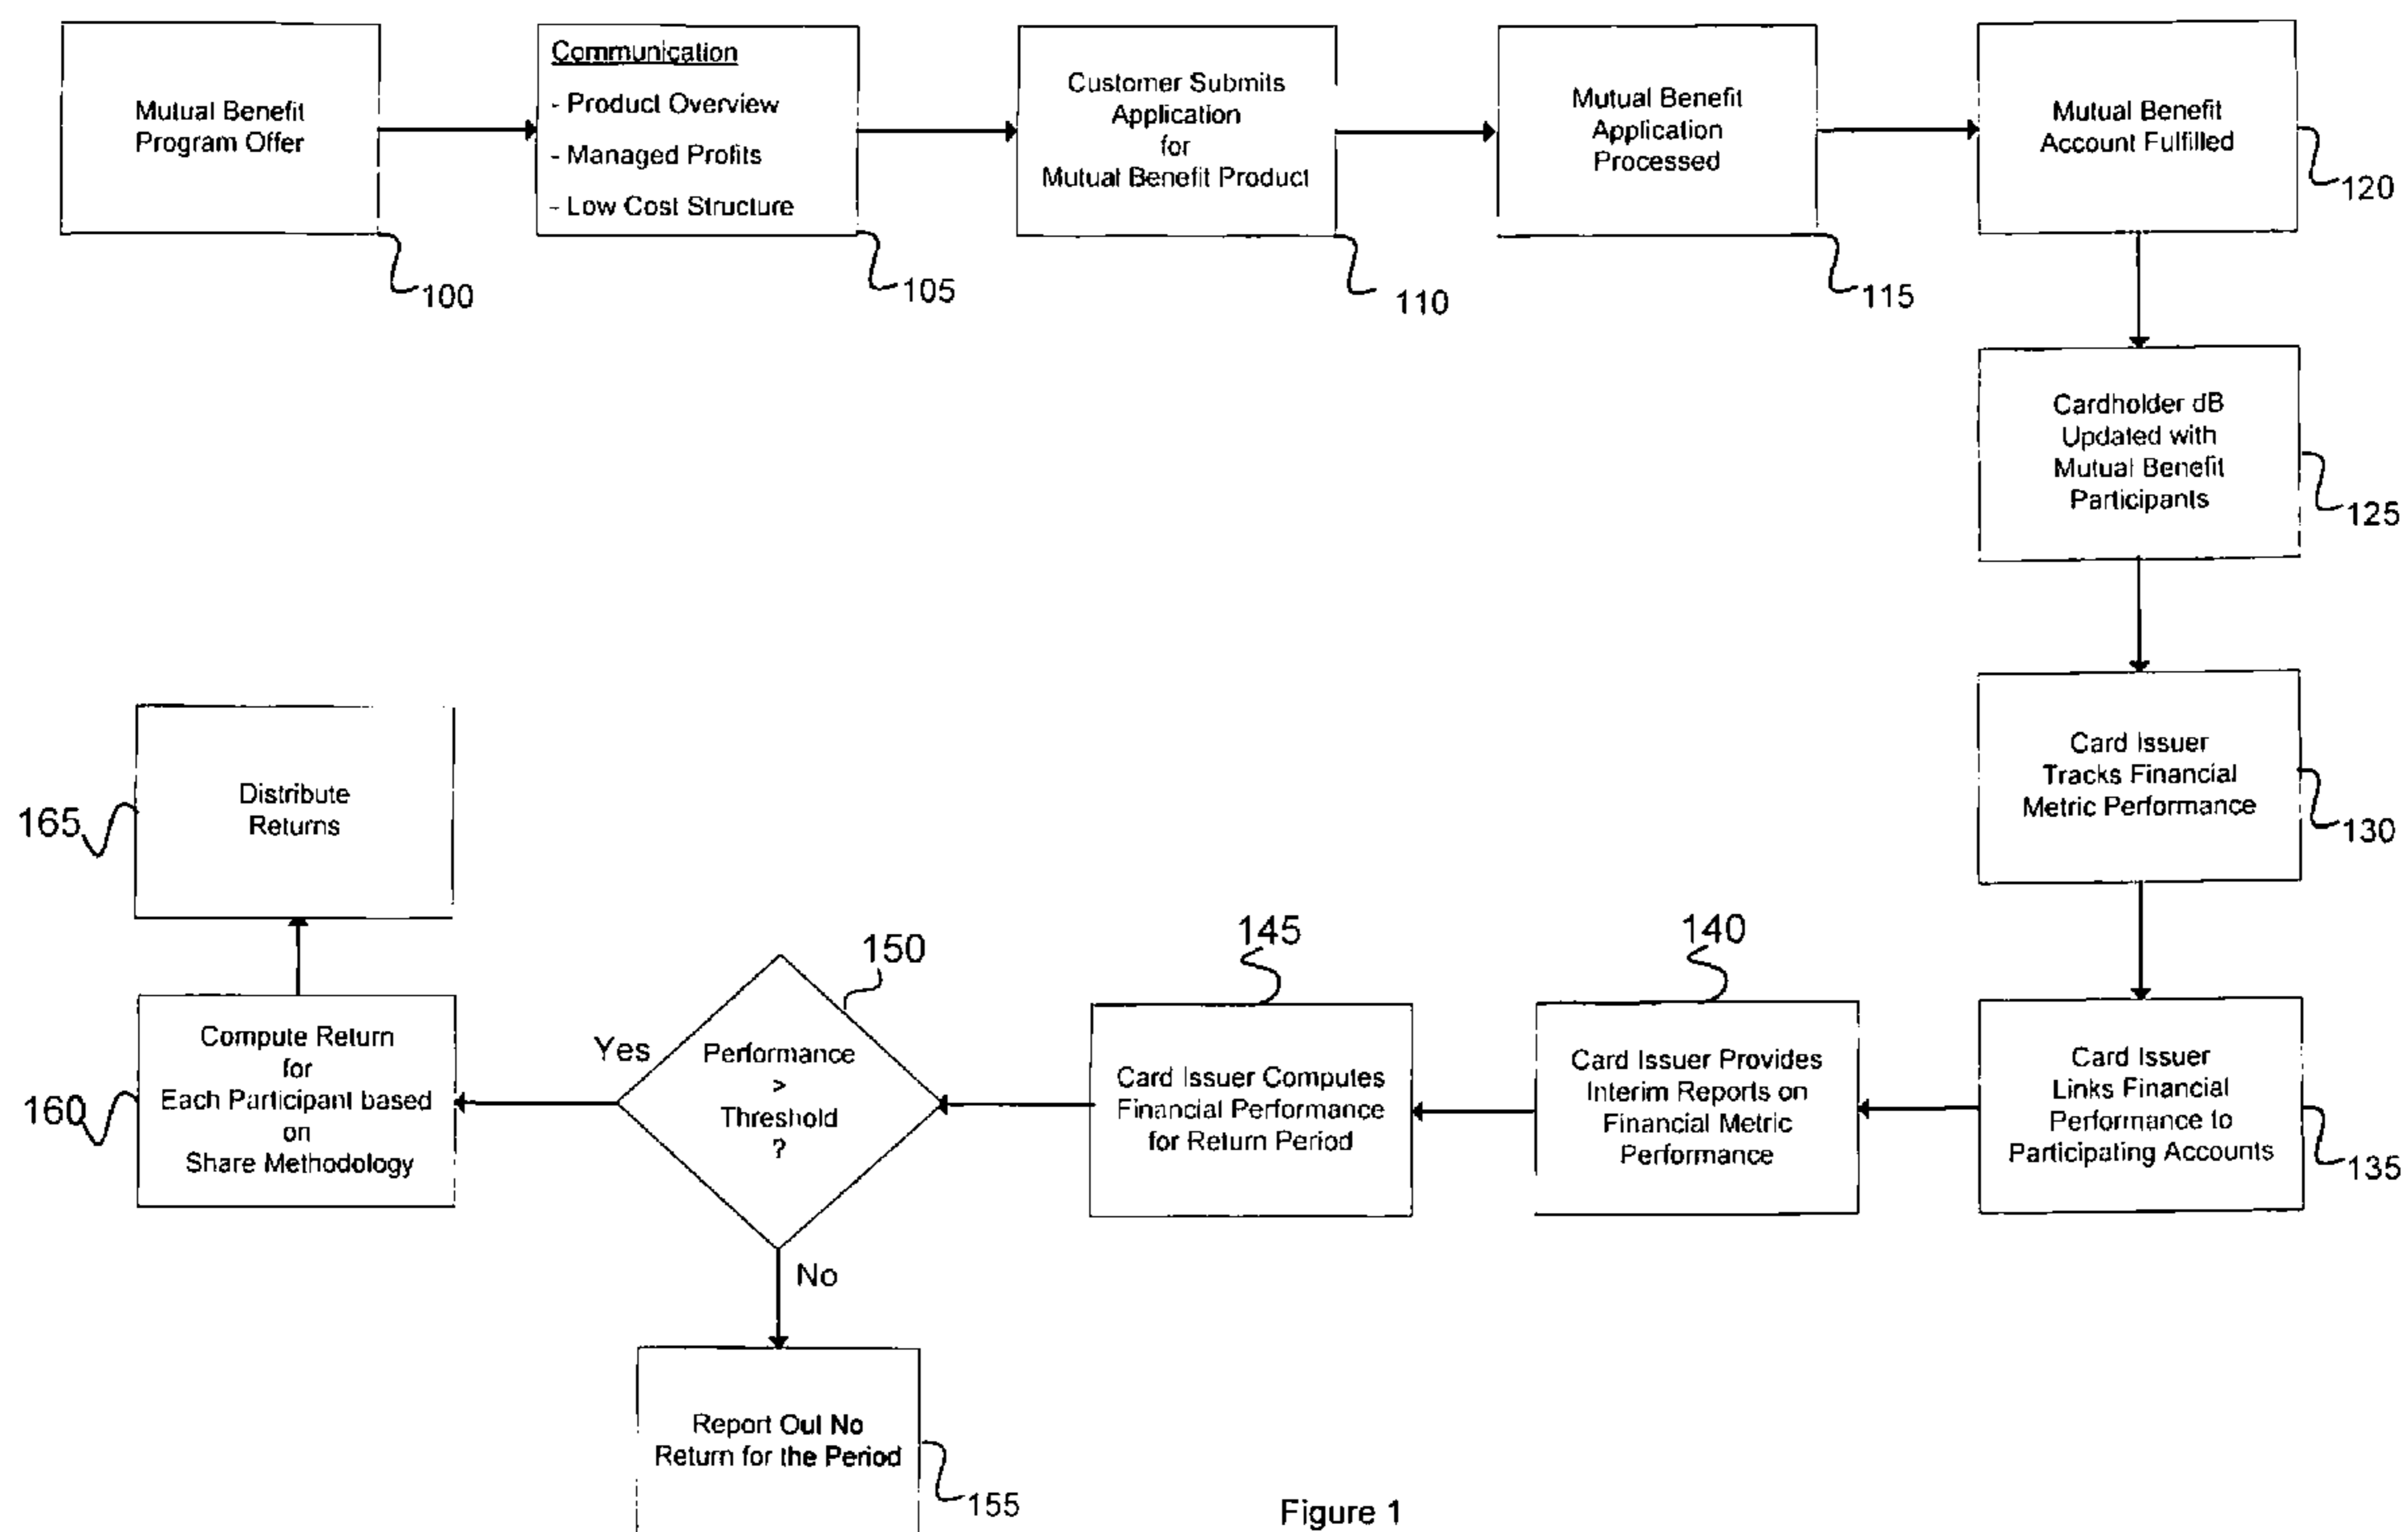 Mutual Benefit
Program Offer
100
Communication
- Product Overview
- Managed Profits
- Low Cost Structure
105
Customer Submits
Application
for
Mutual Benefit Product
110
Mutual Benefit
Application
Processed
115
Mutual Benefit
Account Fulfilled
120
Cardholder dB
Updated with
Mutual Benefit
Participants
125
Card Issuer
Tracks Financial
Metric Performance
130
Card Issuer
Links Financial
Performance to
Participating Accounts
135
140
Card Issuer Provides
Interim Reports on
Financial Metric
Performance
145
Card Issuer Computes
Financial Performance
for Return Period
150
Performance
>
Threshold
?
Yes
No
Report Out No
Return for the Period
155
Compute Return
for
Each Participant based
on
Share Methodology
160
Distribute
Returns
165
Figure 1